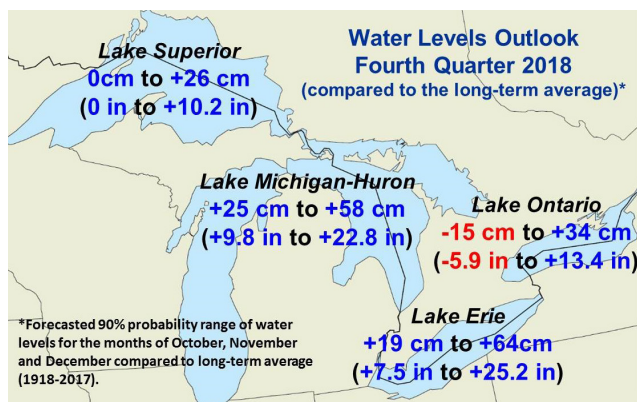 Lake Superior
0cm to +26 cm
(0 in to +10.2 in)
Water Levels Outlook
Fourth Quarter 2018
(compared to the long-term average)*
Lake Michigan-Huron
+25 cm to +58 cm
(+9.8 in to +22.8 in)
Lake Ontario
-15 cm to +34 cm
(-5.9 in to +13.4 in)
Lake Erie
+19 cm to +64cm
(+7.5 in to +25.2 in)
*Forecasted 90% probability range of water
levels for the months of October, November
and December compared to long-term average
(1918-2017).